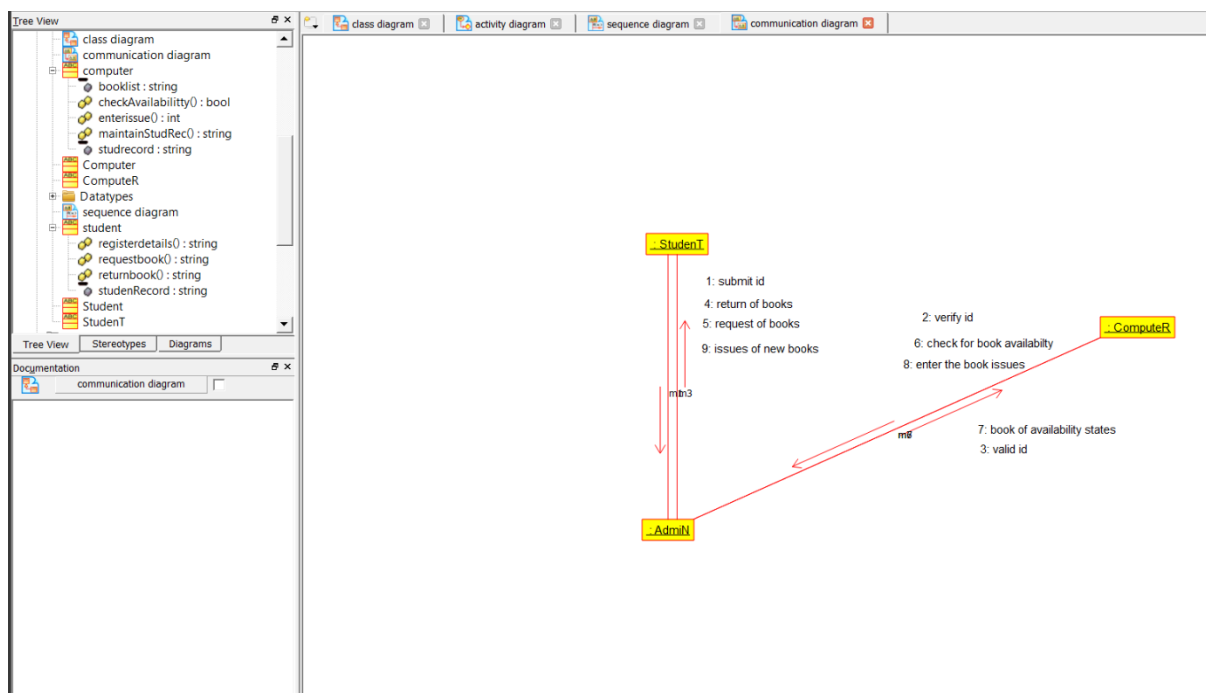 Tree View
class diagram
communication diagram
computer
booklist : string
checkAvailabilitty() : bool
enterissue() : int
maintainStudRec() : string
studrecord : string
Computer
ComputeR
Datatypes
sequence diagram
student
registerdetails() : string
requestbook() : string
returnbook() : string
studenRecord : string
Student
StudenT
Tree View Stereotypes Diagrams
Documentation
communication diagram
class diagram activity diagram sequence diagram communication diagram
: StudenT
1: submit id
4: return of books
5: request of books
9: issues of new books
2: verify id
6: check for book availabilty
8: enter the book issues
: ComputeR
7: book of availability states
3: valid id
: AdmiN